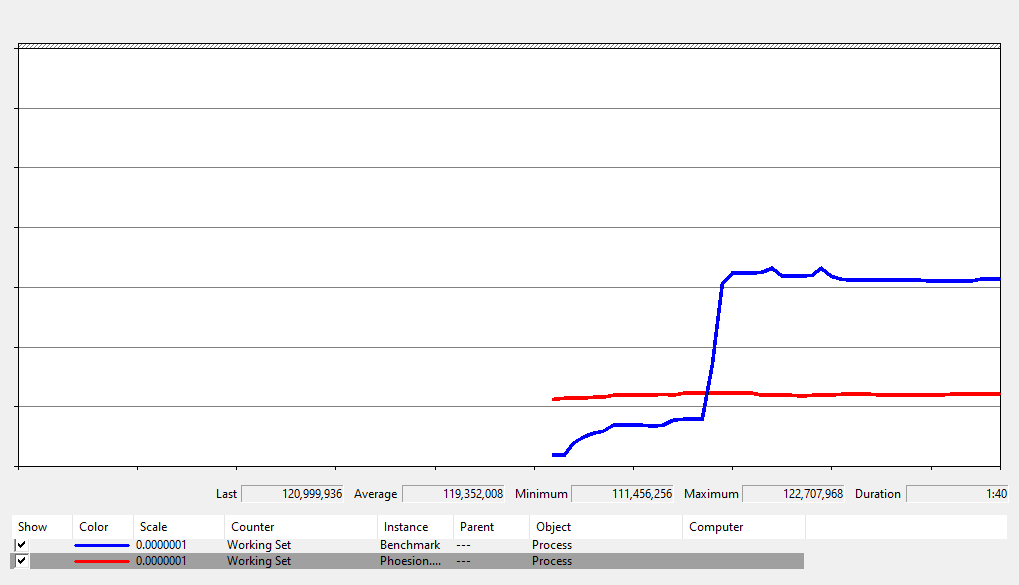 Last 120,999,936 Average 119,352,008 Minimum 111,456,256 Maximum 122,707,968 Duration 1:40
Show Color Scale Counter Instance Parent Object Computer
0.0000001 Working Set Benchmark --- Process
0.0000001 Working Set Phoesion.... --- Process